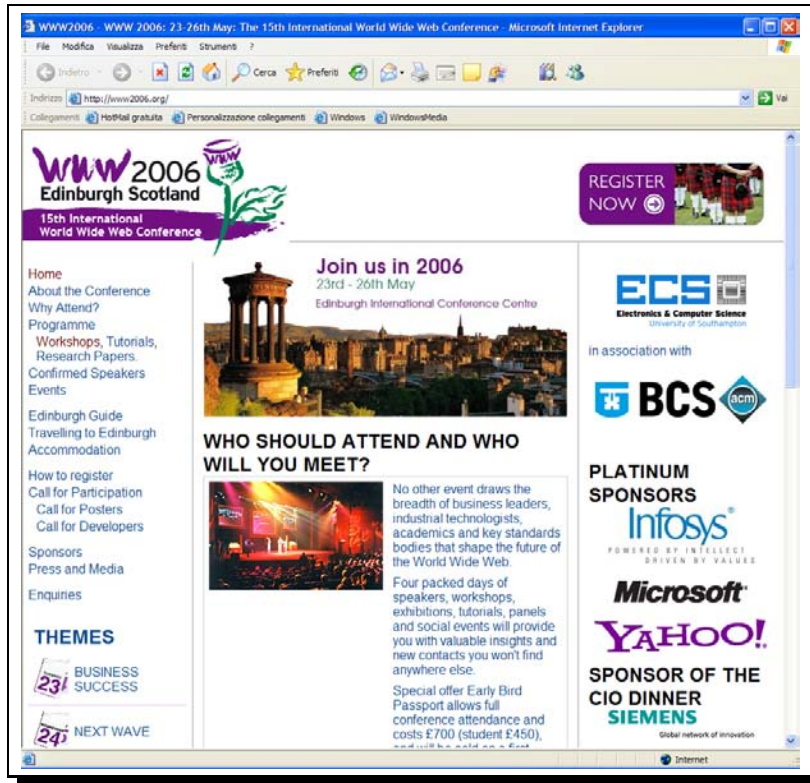 WWW2006 - WWW 2006: 23-26th May: The 15th International World Wide Web Conference - Microsoft Internet Explorer
File Modifica Visualizza Preferiti Strumenti ?
Indietro Cerca Preferiti
Indirizzo http://www2006.org/ Vai
Collegamenti HotMail gratuita Personalizzazione collegamenti Windows WindowsMedia
WWW 2006
WWW
Edinburgh Scotland
15th International
World Wide Web Conference
REGISTER
NOW
Home
About the Conference
Why Attend?
Programme
Workshops, Tutorials,
Research Papers.
Confirmed Speakers
Events
Edinburgh Guide
Travelling to Edinburgh
Accommodation
How to register
Call for Participation
Call for Posters
Call for Developers
Sponsors
Press and Media
Enquiries
THEMES
23
BUSINESS
SUCCESS
24
NEXT WAVE
Join us in 2006
23rd - 26th May
Edinburgh International Conference Centre
WHO SHOULD ATTEND AND WHO
WILL YOU MEET?
No other event draws the
breadth of business leaders,
industrial technologists,
academics and key standards
bodies that shape the future of
the World Wide Web.
Four packed days of
speakers, workshops,
exhibitions, tutorials, panels
and social events will provide
you with valuable insights and
new contacts you won't find
anywhere else.
Special offer Early Bird
Passport allows full
conference attendance and
costs £700 (student £450),
and will be sold on a first
ECS
Electronics & Computer Science
University of Southampton
in association with
BCS
acm
PLATINUM
SPONSORS
Infosys®
POWERED BY INTELLECT
DRIVEN BY VALUES
Microsoft
YAHOO!
SPONSOR OF THE
CIO DINNER
SIEMENS
Global network of innovation
Internet